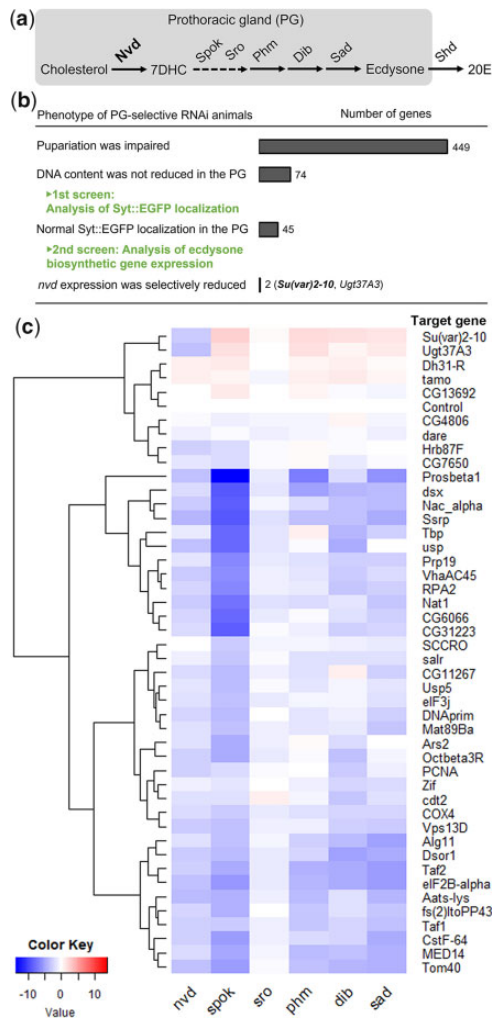 (a)
Prothoracic gland (PG)
Cholesterol Nvd 7DHC Spok Sro Phm Dib Sad Ecdysone Shd 20E
(b)
Phenotype of PG-selective RNAi animals Number of genes
Pupariation was impaired 449
DNA content was not reduced in the PG 74
▸1st screen:
Analysis of Syt::EGFP localization
Normal Syt::EGFP localization in the PG 45
▸2nd screen: Analysis of ecdysone
biosynthetic gene expression
nvd expression was selectively reduced 2 (Su(var)2-10, Ugt37A3)
(c)
Target gene
Su(var)2-10
Ugt37A3
Dh31-R
tamo
CG13692
Control
CG4806
dare
Hrb87F
CG7650
Prosbeta1
dsx
Nac_alpha
Ssrp
Tbp
usp
Prp19
VhaAC45
RPA2
Nat1
CG6066
CG31223
SCCRO
salr
CG11267
Usp5
eIF3j
DNAprim
Mat89Ba
Ars2
Octbeta3R
PCNA
Zif
cdt2
COX4
Vps13D
Alg11
Dsor1
Taf2
eIF2B-alpha
Aats-lys
fs(2)ltoPP43
Taf1
CstF-64
MED14
Tom40
Color Key
-10 0 10
Value
nvd spok sro phm dib sad